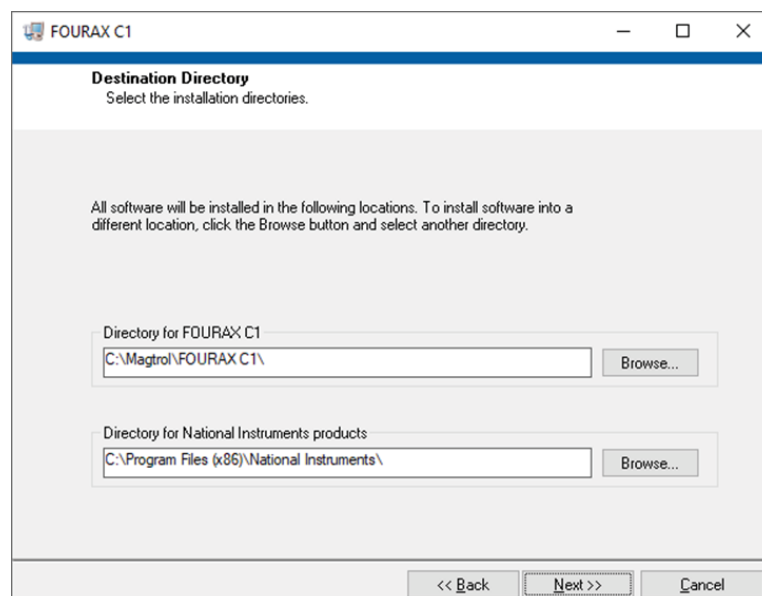 FOURAX C1
Destination Directory
Select the installation directories.
All software will be installed in the following locations. To install software into a
different location, click the Browse button and select another directory.
Directory for FOURAX C1
C:\Magtrol\FOURAX C1\
Browse...
Directory for National Instruments products
C:\Program Files (x86)\National Instruments\
Browse...
<< Back
Next >>
Cancel